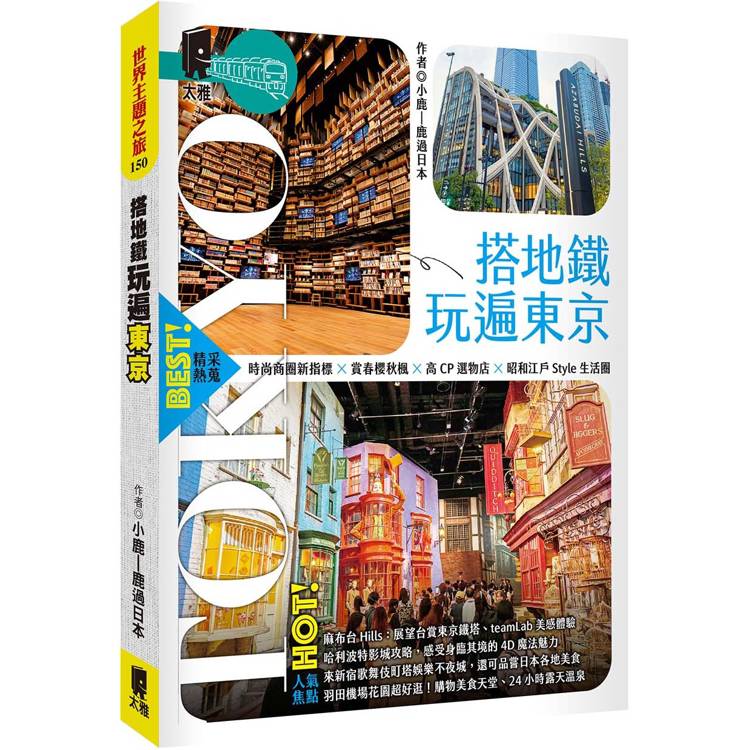 世界主題之旅
150
搭地鐵玩遍東京
作者◎小鹿｜鹿過日本
太雅
太雅
TOKYO
作者◎小鹿｜鹿過日本
AZABUDAI HILLS
搭地鐵
玩遍東京
BEST!
精采
熱蒐
時尚商圈新指標×賞春櫻秋楓×高CP選物店×昭和江戶Style生活圈
QUIDDITCH
SLUG
&
JIGGERS
HOT!
人氣
焦點
麻布台Hills：展望台賞東京鐵塔、teamLab美感體驗
哈利波特影城攻略，感受身臨其境的4D魔法魅力
來新宿歌舞伎町塔娛樂不夜城，還可品嘗日本各地美食
羽田機場花園超好逛！購物美食天堂、24小時露天溫泉